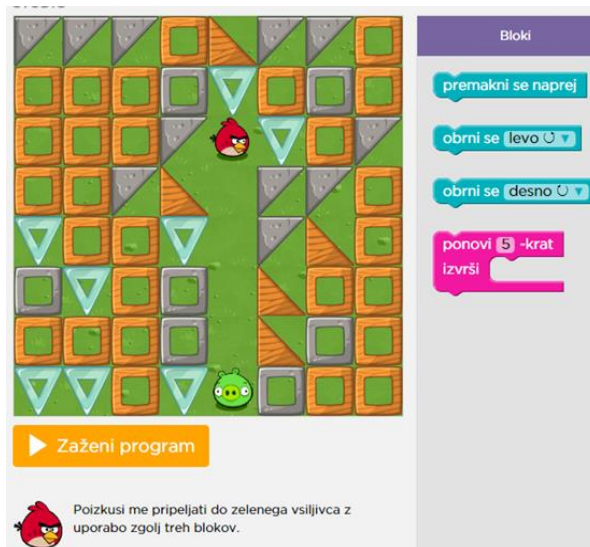 Bloki
premakni se naprej
obrni se levo ↺ ▼
obrni se desno ↻ ▼
ponovi 5 -krat
izvrši
Zaženi program
Poizkusi me pripeljati do zelenega vsiljivca z
uporabo zgolj treh blokov.